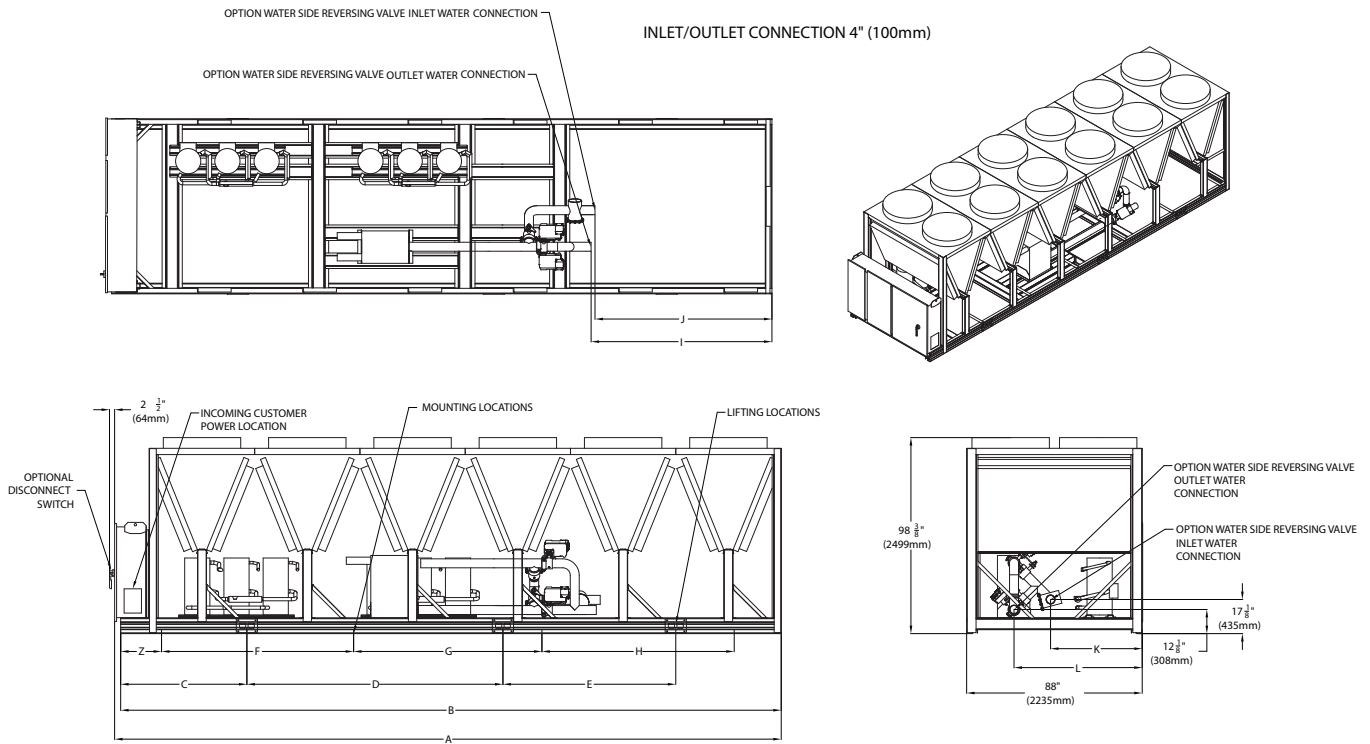 OPTION WATER SIDE REVERSING VALVE INLET WATER CONNECTION
INLET/OUTLET CONNECTION 4" (100mm)
OPTION WATER SIDE REVERSING VALVE OUTLET WATER CONNECTION
J
I
2 1/2"
(64mm)
INCOMING CUSTOMER
POWER LOCATION
MOUNTING LOCATIONS
LIFTING LOCATIONS
OPTIONAL
DISCONNECT
SWITCH
Z
F
G
H
C
D
E
B
A
OPTION WATER SIDE REVERSING VALVE
OUTLET WATER
CONNECTION
OPTION WATER SIDE REVERSING VALVE
INLET WATER
CONNECTION
98 3/8"
(2499mm)
17 1/8"
(435mm)
12 1/8"
(308mm)
K
L
88"
(2235mm)